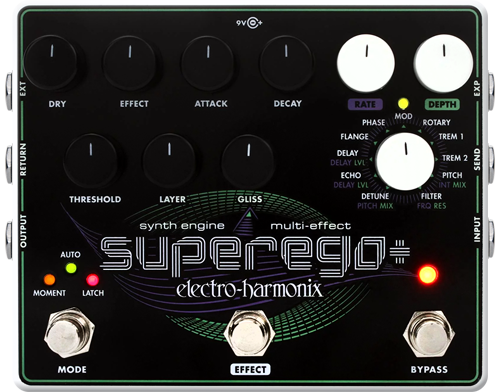 9V +
EXT
DRY EFFECT ATTACK DECAY RATE DEPTH
EXP
MOD
PHASE ROTARY
FLANGE TREM 1
DELAY TREM 2
DELAY LVL
ECHO PITCH
DELAY LVL INT MIX
DETUNE FILTER
PITCH MIX FRQ RES
RETURN
SEND
THRESHOLD LAYER GLISS
OUTPUT
INPUT
synth engine multi-effect
superego+
electro-harmonix
AUTO
MOMENT LATCH
MODE EFFECT BYPASS